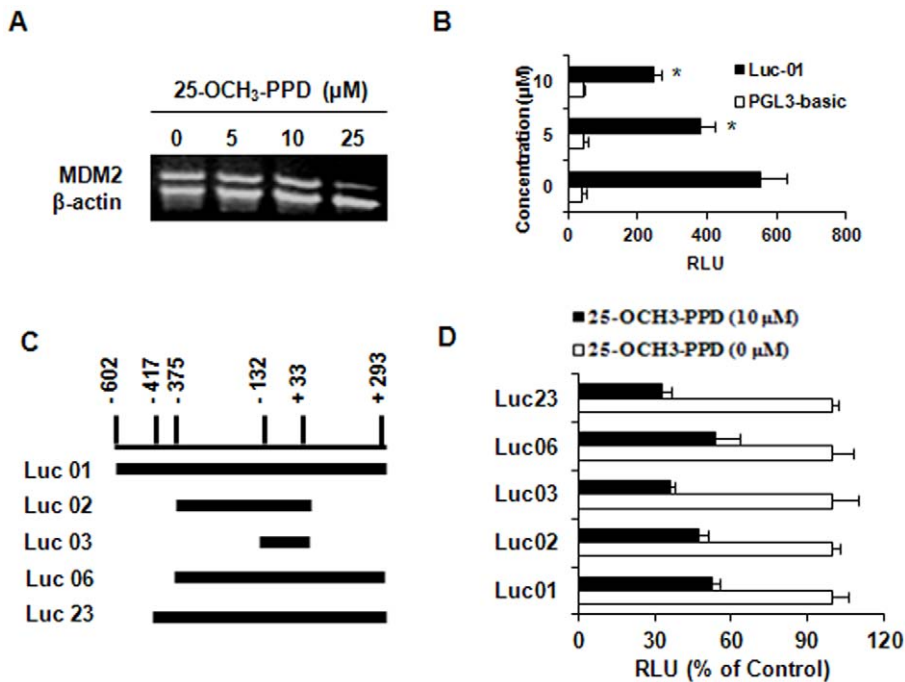 A
25-OCH₃-PPD (µM)
0 5 10 25
MDM2
β-actin
B
Concentration (µM)
10
5
0
*
*
Luc-01
PGL3-basic
0 200 400 600 800
RLU
C
- 602 - 417 - 375 - 132 + 33 + 293
Luc 01
Luc 02
Luc 03
Luc 06
Luc 23
D
25-OCH3-PPD (10 µM)
25-OCH3-PPD (0 µM)
Luc23
Luc06
Luc03
Luc02
Luc01
0 30 60 90 120
RLU (% of Control)